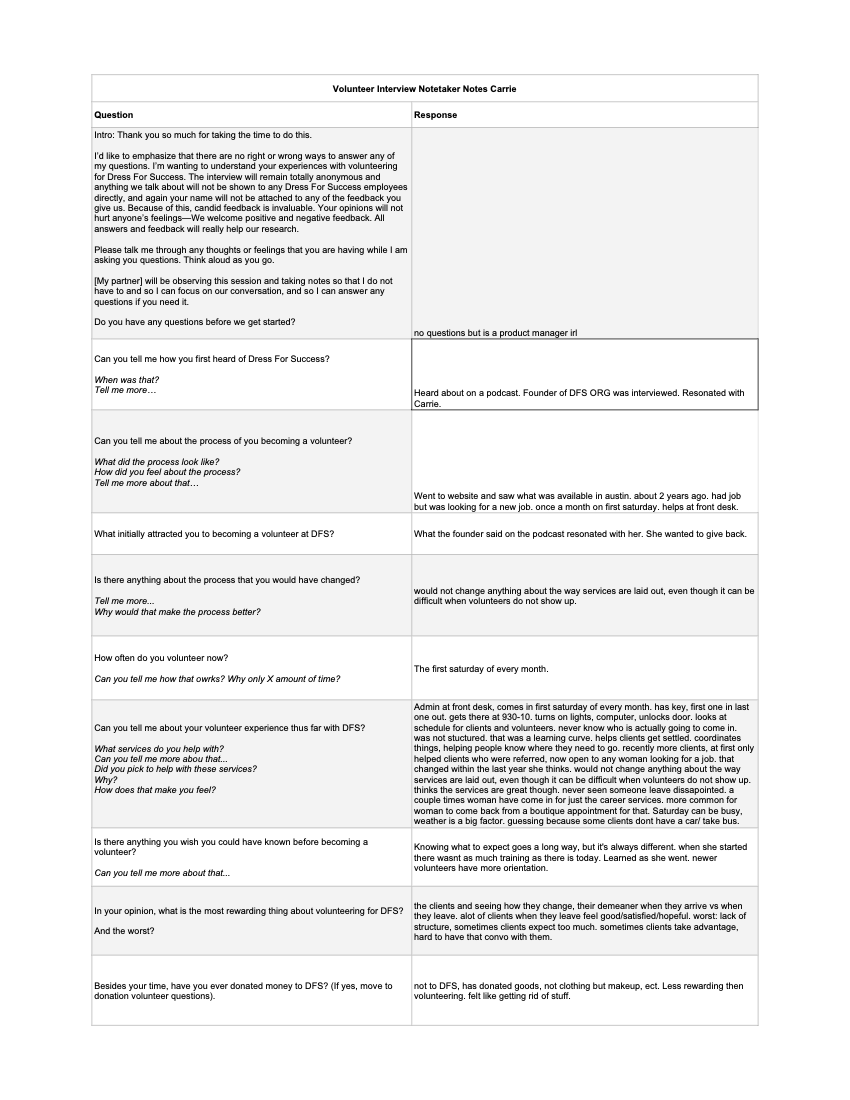 Volunteer Interview Notetaker Notes Carrie
Question
Response
Intro: Thank you so much for taking the time to do this.
I'd like to emphasize that there are no right or wrong ways to answer any of
my questions. I'm wanting to understand your experiences with volunteering
for Dress For Success. The interview will remain totally anonymous and
anything we talk about will not be shown to any Dress For Success employees
directly, and again your name will not be attached to any of the feedback you
give us. Because of this, candid feedback is invaluable. Your opinions will not
hurt anyone's feelings—We welcome positive and negative feedback. All
answers and feedback will really help our research.
Please talk me through any thoughts or feelings that you are having while I am
asking you questions. Think aloud as you go.
[My partner] will be observing this session and taking notes so that I do not
have to and so I can focus on our conversation, and so I can answer any
questions if you need it.
Do you have any questions before we get started?
no questions but is a product manager irl
Can you tell me how you first heard of Dress For Success?
When was that?
Tell me more…
Heard about on a podcast. Founder of DFS ORG was interviewed. Resonated with
Carrie.
Can you tell me about the process of you becoming a volunteer?
What did the process look like?
How did you feel about the process?
Tell me more about that…
Went to website and saw what was available in austin. about 2 years ago. had job
but was looking for a new job. once a month on first saturday. helps at front desk.
What initially attracted you to becoming a volunteer at DFS?
What the founder said on the podcast resonated with her. She wanted to give back.
Is there anything about the process that you would have changed?
Tell me more...
Why would that make the process better?
would not change anything about the way services are laid out, even though it can be
difficult when volunteers do not show up.
How often do you volunteer now?
Can you tell me how that owrks? Why only X amount of time?
The first saturday of every month.
Can you tell me about your volunteer experience thus far with DFS?
What services do you help with?
Can you tell me more abou that...
Did you pick to help with these services?
Why?
How does that make you feel?
Admin at front desk, comes in first saturday of every month. has key, first one in last
one out. gets there at 930-10. turns on lights, computer, unlocks door. looks at
schedule for clients and volunteers. never know who is actually going to come in.
was not stuctured. that was a learning curve. helps clients get settled. coordinates
things, helping people know where they need to go. recently more clients, at first only
helped clients who were referred, now open to any woman looking for a job. that
changed within the last year she thinks. would not change anything about the way
services are laid out, even though it can be difficult when volunteers do not show up.
thinks the services are great though. never seen someone leave dissapointed. a
couple times woman have come in for just the career services. more common for
woman to come back from a boutique appointment for that. Saturday can be busy,
weather is a big factor. guessing because some clients dont have a car/ take bus.
Is there anything you wish you could have known before becoming a
volunteer?
Can you tell me more about that...
Knowing what to expect goes a long way, but it's always different. when she started
there wasnt as much training as there is today. Learned as she went. newer
volunteers have more orientation.
In your opinion, what is the most rewarding thing about volunteering for DFS?
And the worst?
the clients and seeing how they change, their demeaner when they arrive vs when
they leave. alot of clients when they leave feel good/satisfied/hopeful. worst: lack of
structure, sometimes clients expect too much. sometimes clients take advantage,
hard to have that convo with them.
Besides your time, have you ever donated money to DFS? (If yes, move to
donation volunteer questions).
not to DFS, has donated goods, not clothing but makeup, ect. Less rewarding then
volunteering. felt like getting rid of stuff.